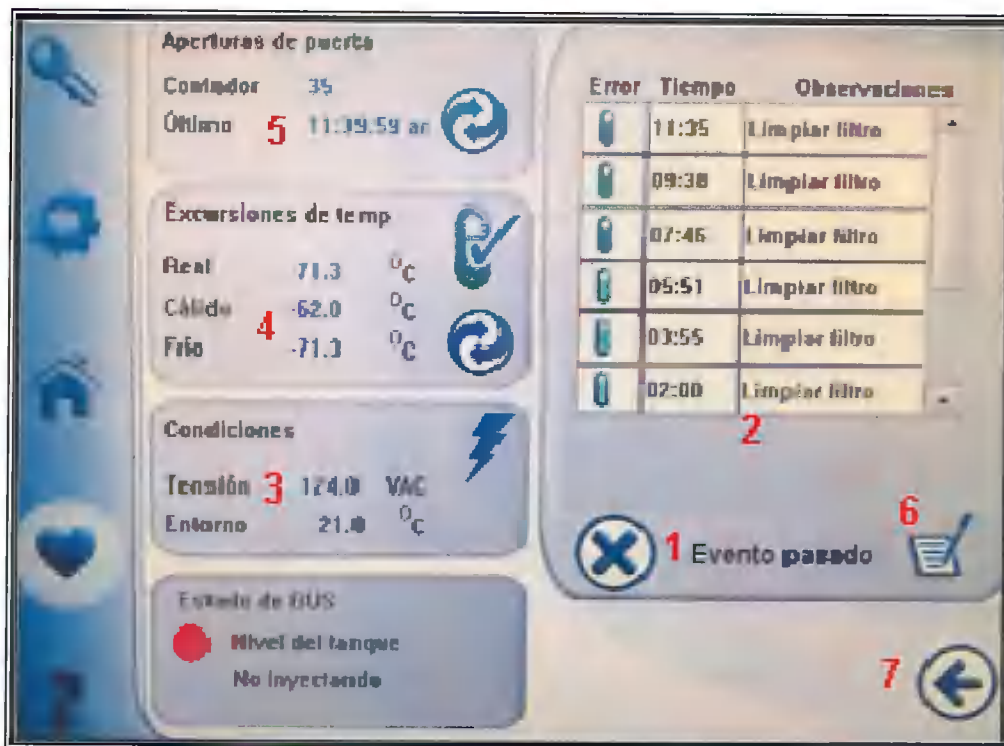 Aperturas de puerta
Contador 35
Último 5 11:39:59 am
Excursiones de temp
Real -71.3 °C
Cálido -62.0 °C
4
Frío -71.3 °C
Condiciones
Tensión 3 124.0 VAC
Entorno 21.0 °C
Estado de BUS
Nivel del tanque
No inyectando
Error Tiempo Observaciones
11:35 Limpiar filtro
09:38 Limpiar filtro
07:46 Limpiar filtro
05:51 Limpiar filtro
03:55 Limpiar filtro
02:00 Limpiar filtro
2
6
1 Evento pasado
7